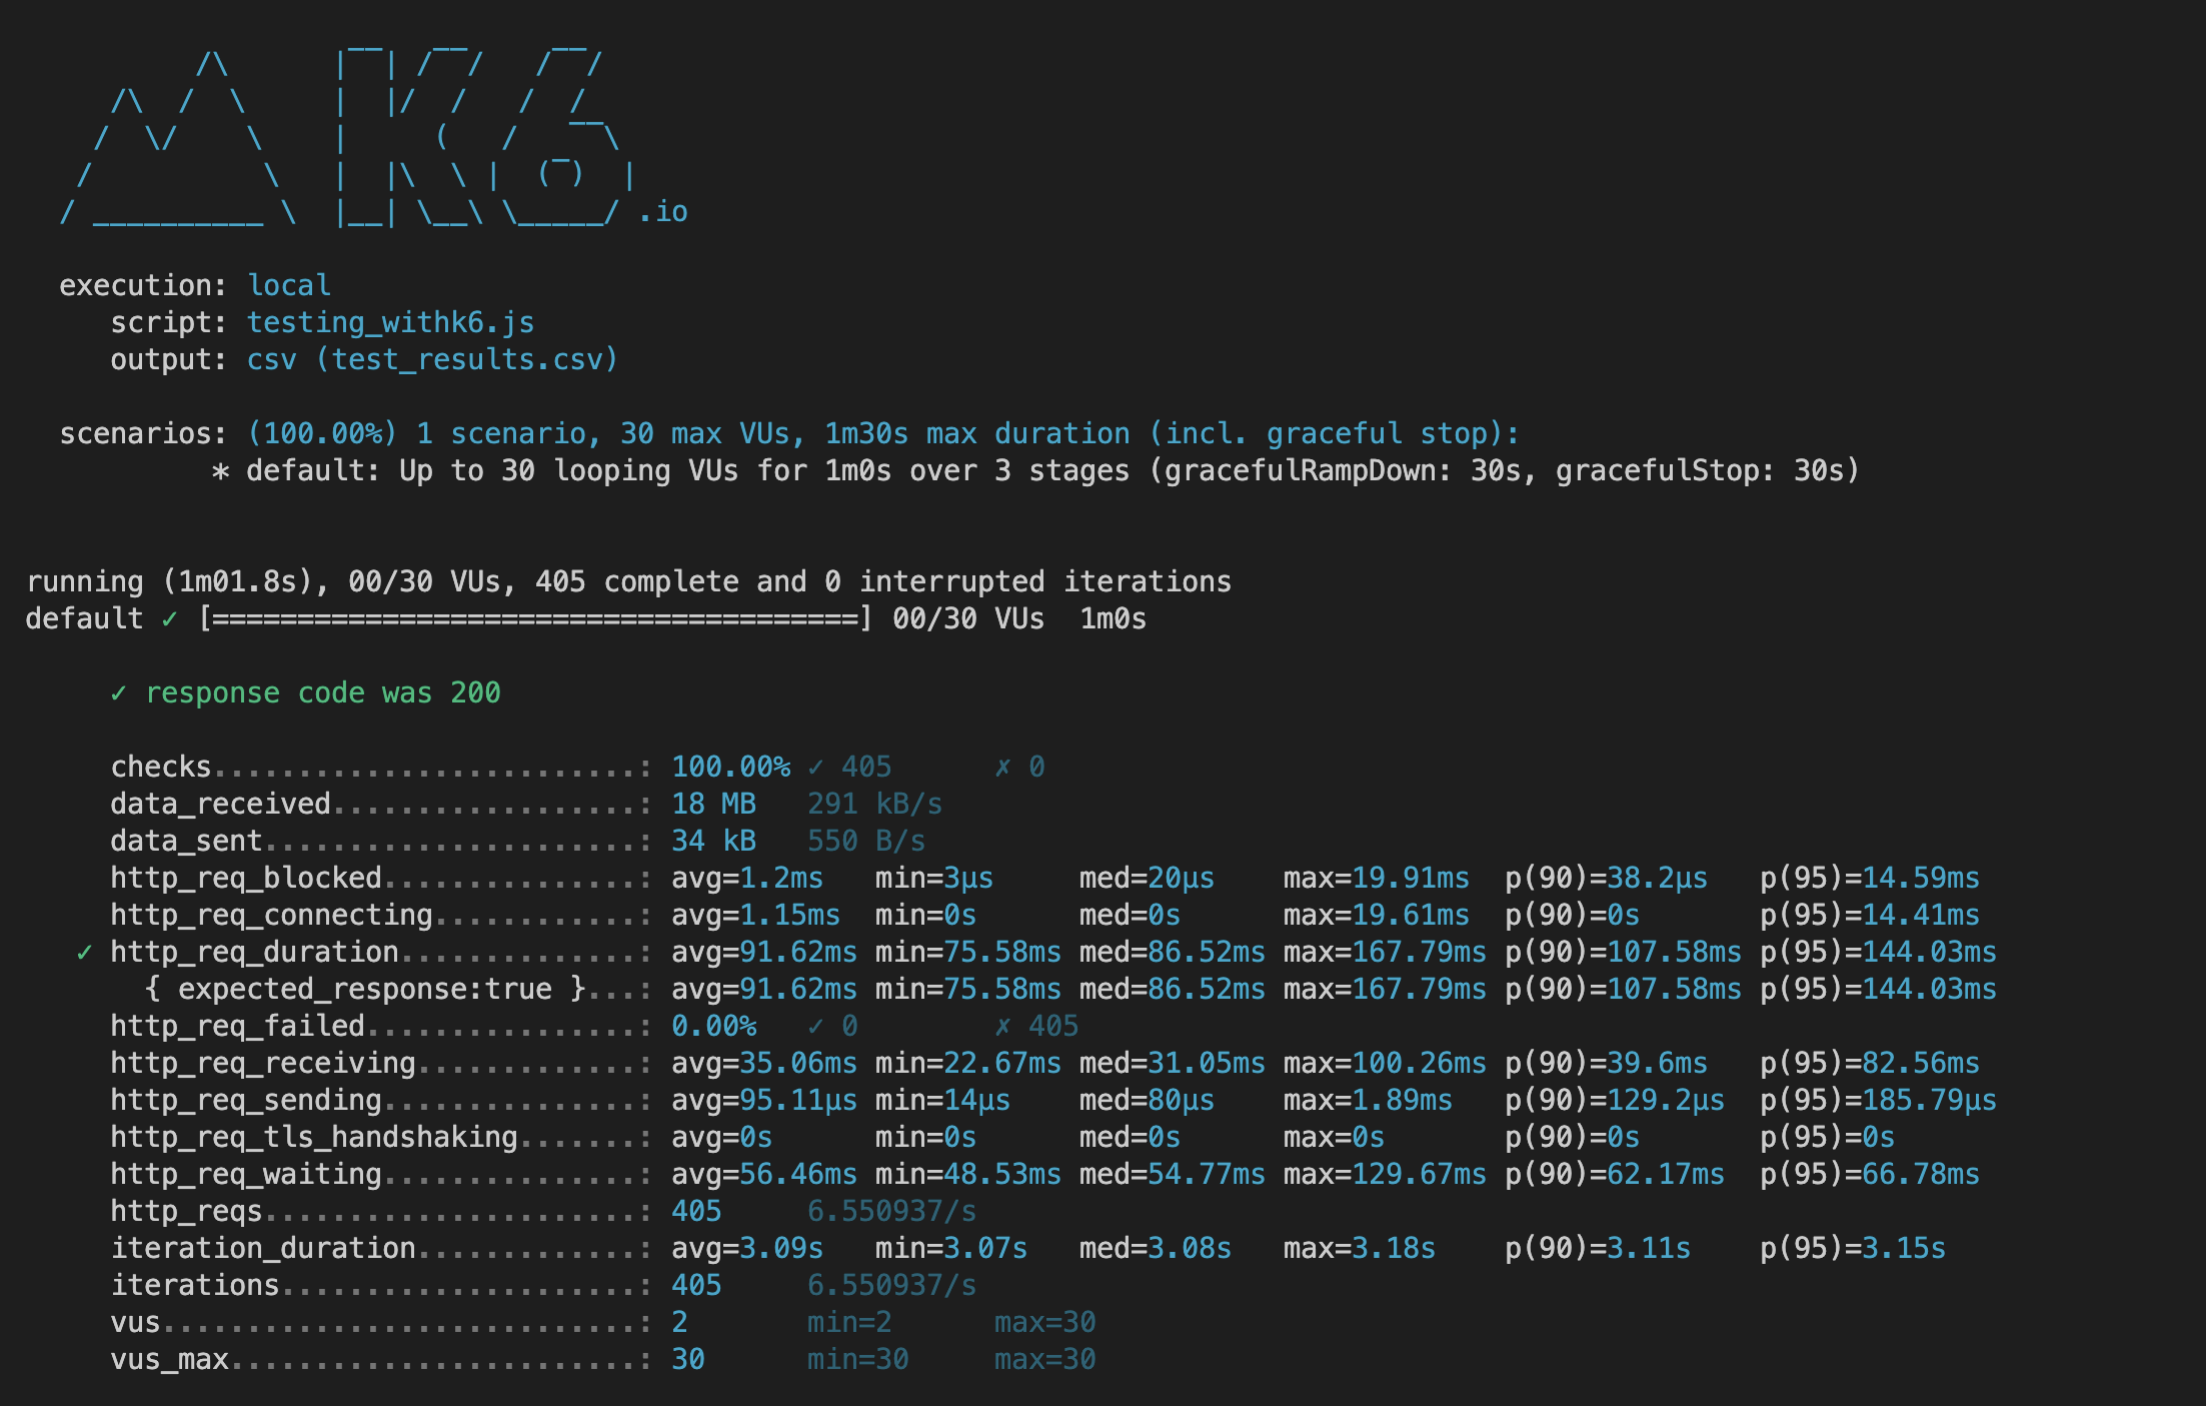 /\      |‾‾| /‾‾/   /‾‾/
     /\  /  \     |  |/  /   /  /
    /  \/    \    |     (   /   ‾‾\
   /          \   |  |\  \ |  (‾)  |
  / __________ \  |__| \__\ \_____/ .io
execution: local
script: testing_withk6.js
output: csv (test_results.csv)
scenarios: (100.00%) 1 scenario, 30 max VUs, 1m30s max duration (incl. graceful stop):
* default: Up to 30 looping VUs for 1m0s over 3 stages (gracefulRampDown: 30s, gracefulStop: 30s)
running (1m01.8s), 00/30 VUs, 405 complete and 0 interrupted iterations
default ✓ [======================================] 00/30 VUs  1m0s
✓ response code was 200
checks.........................: 100.00% ✓ 405      ✗ 0
data_received..................: 18 MB   291 kB/s
data_sent......................: 34 kB   550 B/s
http_req_blocked...............: avg=1.2ms   min=3µs     med=20µs    max=19.91ms  p(90)=38.2µs   p(95)=14.59ms
http_req_connecting............: avg=1.15ms  min=0s      med=0s      max=19.61ms  p(90)=0s       p(95)=14.41ms
✓ http_req_duration..............: avg=91.62ms min=75.58ms med=86.52ms max=167.79ms p(90)=107.58ms p(95)=144.03ms
{ expected_response:true }...: avg=91.62ms min=75.58ms med=86.52ms max=167.79ms p(90)=107.58ms p(95)=144.03ms
http_req_failed................: 0.00%   ✓ 0        ✗ 405
http_req_receiving.............: avg=35.06ms min=22.67ms med=31.05ms max=100.26ms p(90)=39.6ms   p(95)=82.56ms
http_req_sending...............: avg=95.11µs min=14µs    med=80µs    max=1.89ms   p(90)=129.2µs  p(95)=185.79µs
http_req_tls_handshaking.......: avg=0s      min=0s      med=0s      max=0s       p(90)=0s       p(95)=0s
http_req_waiting...............: avg=56.46ms min=48.53ms med=54.77ms max=129.67ms p(90)=62.17ms  p(95)=66.78ms
http_reqs......................: 405     6.550937/s
iteration_duration.............: avg=3.09s   min=3.07s   med=3.08s   max=3.18s    p(90)=3.11s    p(95)=3.15s
iterations.....................: 405     6.550937/s
vus............................: 2       min=2      max=30
vus_max........................: 30      min=30     max=30